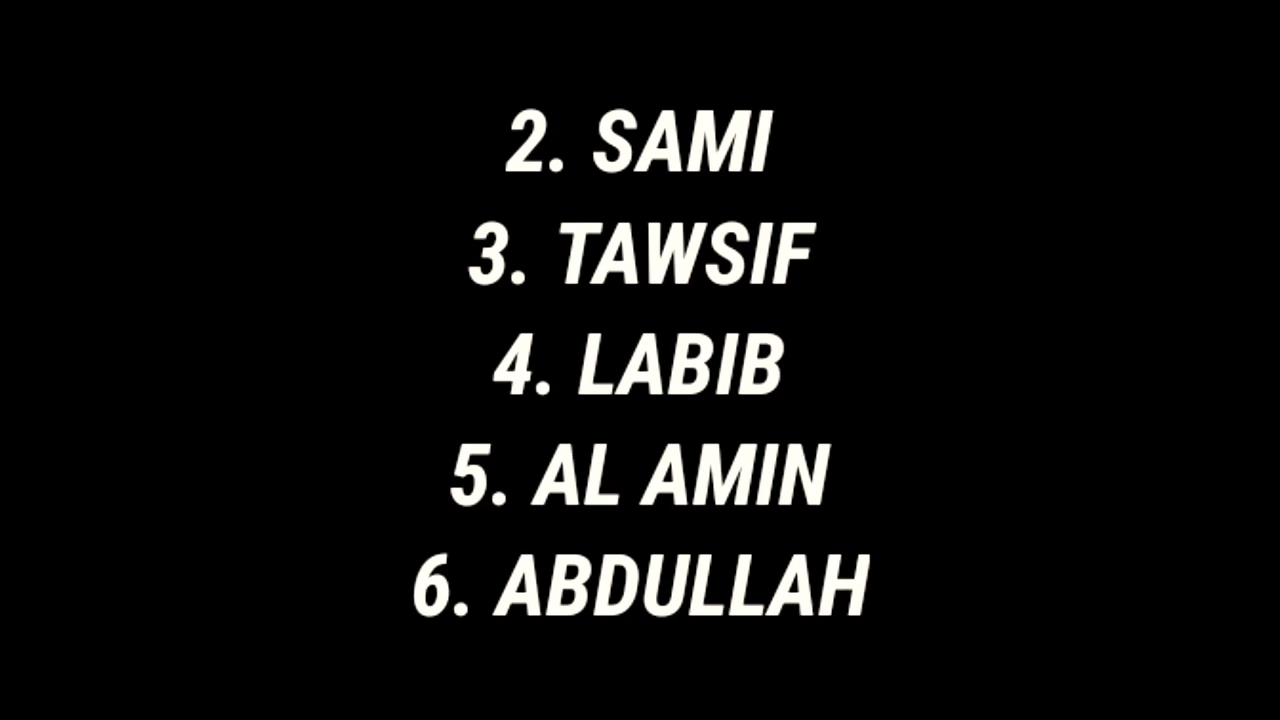 2. SAMI
3. TAWSIF
4. LABIB
5. AL AMIN
6. ABDULLAH